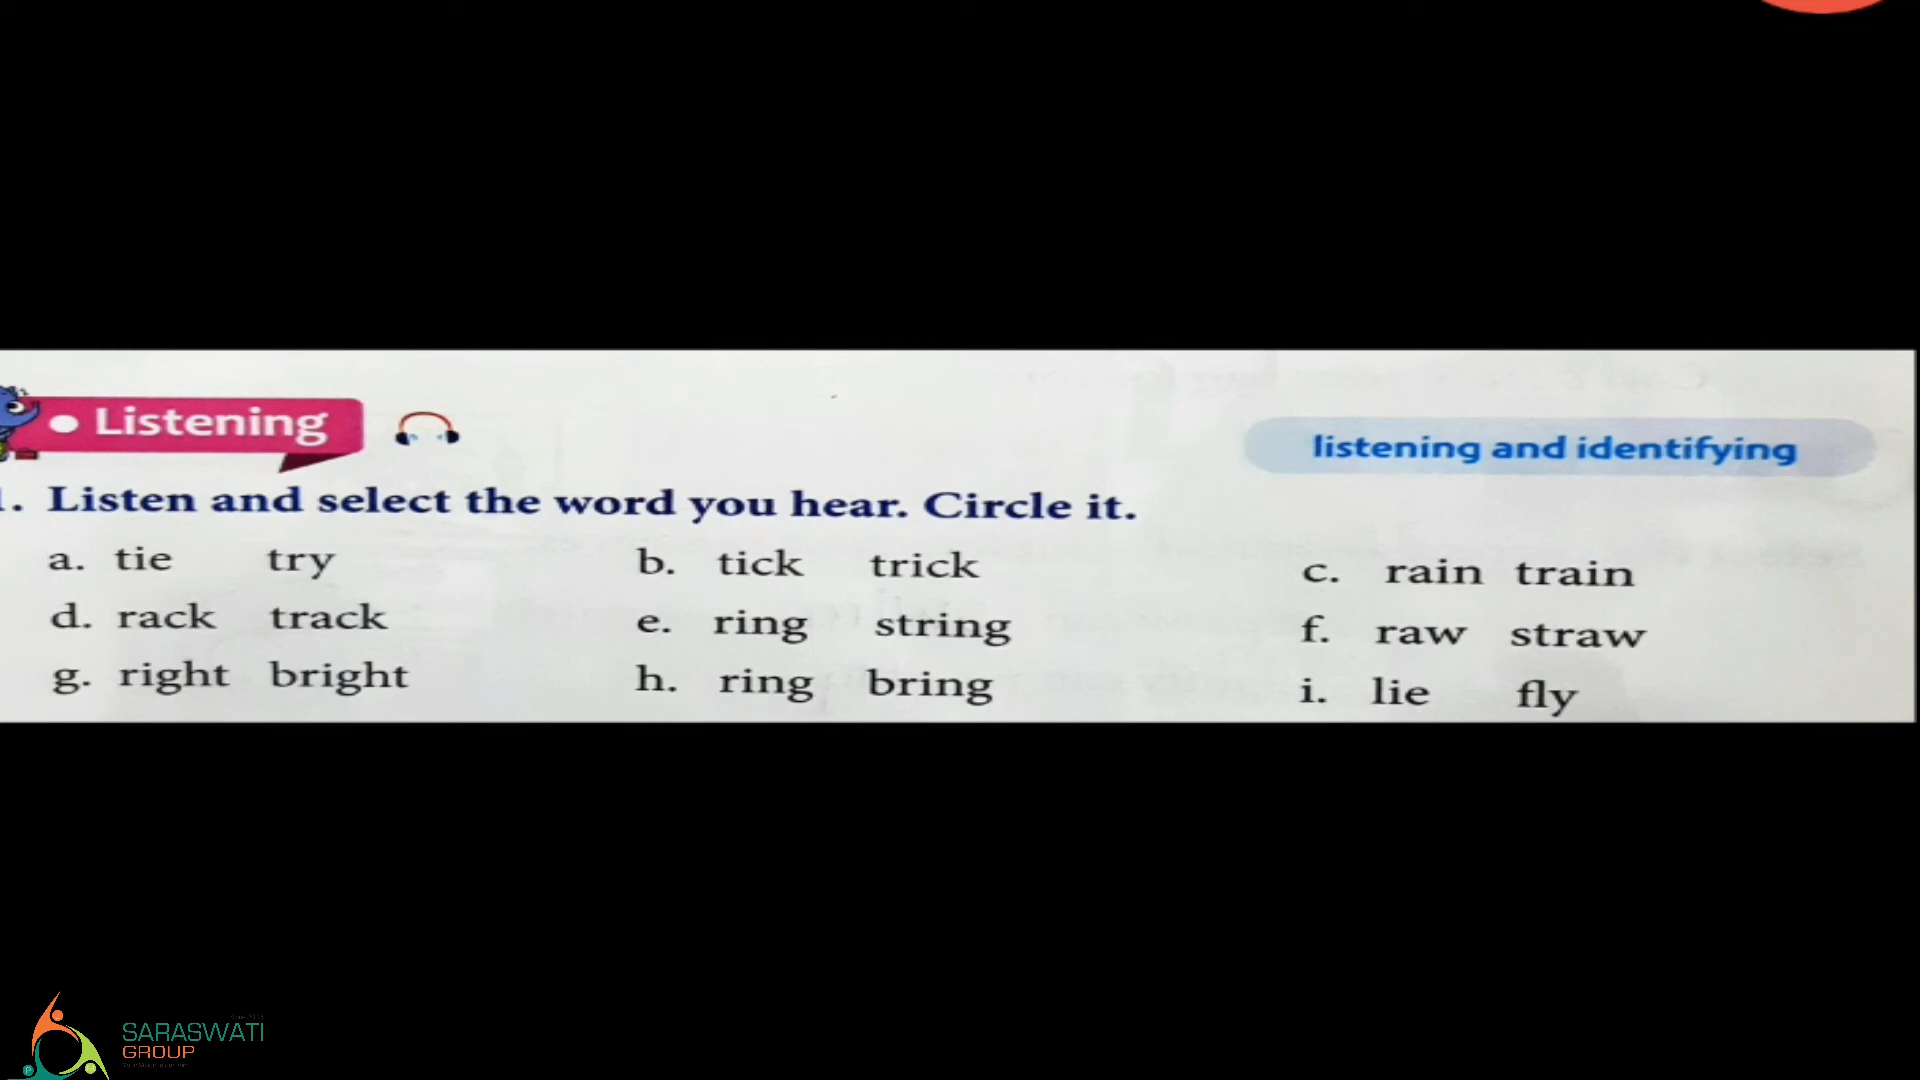 Listening
listening and identifying
. Listen and select the word you hear. Circle it.
a. tie try b. tick trick c. rain train
d. rack track e. ring string f. raw straw
g. right bright h. ring bring i. lie fly
SARASWATI
GROUP